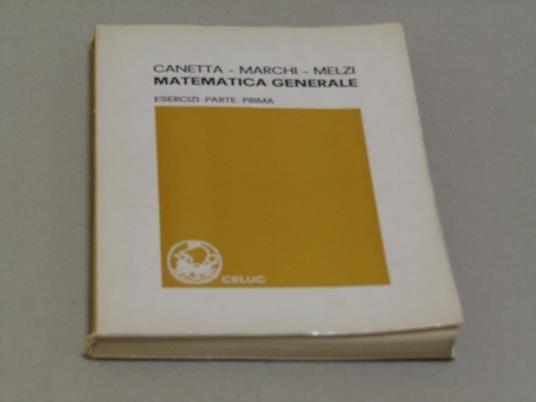 CANETTA - MARCHI - MELZI
MATEMATICA GENERALE
ESERCIZI PARTE PRIMA
CELUC